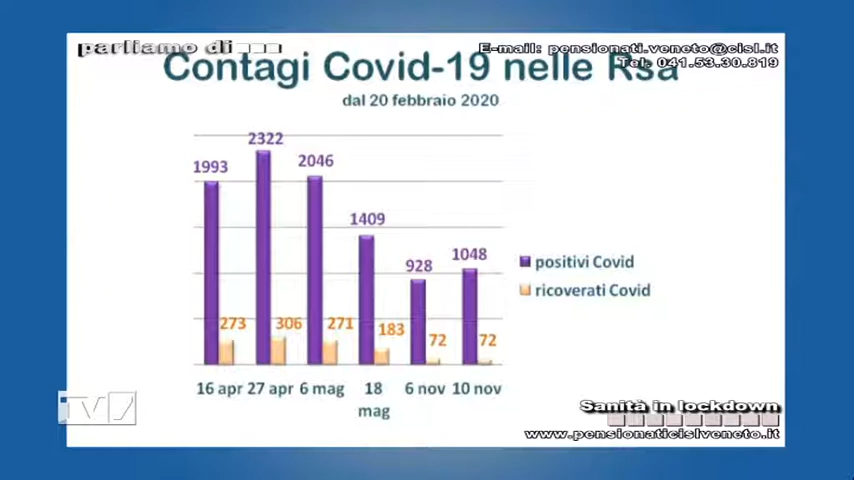 parliamo di
E-mail: pensionati.veneto@cisl.it
Tel. 041.53.30.819
Contagi Covid-19 nelle Rsa
dal 20 febbraio 2020
1993
2322
2046
1409
928
1048
273
306
271
183
72
72
positivi Covid
ricoverati Covid
16 apr
27 apr
6 mag
18 mag
6 nov
10 nov
TV7
Sanità in lockdown
www.pensionaticislveneto.it